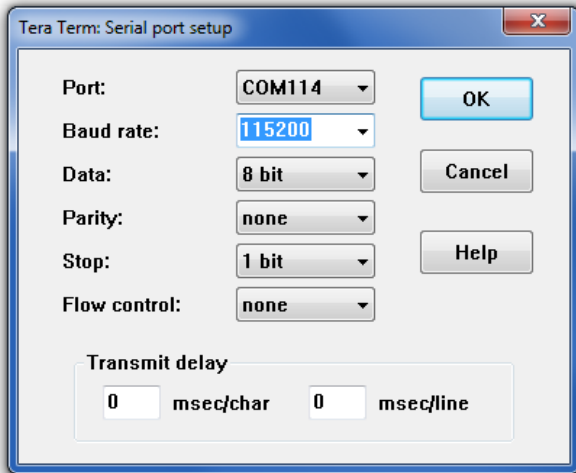 Tera Term: Serial port setup
Port: COM114 OK
Baud rate: 115200
Data: 8 bit Cancel
Parity: none
Stop: 1 bit Help
Flow control: none
Transmit delay
0 msec/char 0 msec/line